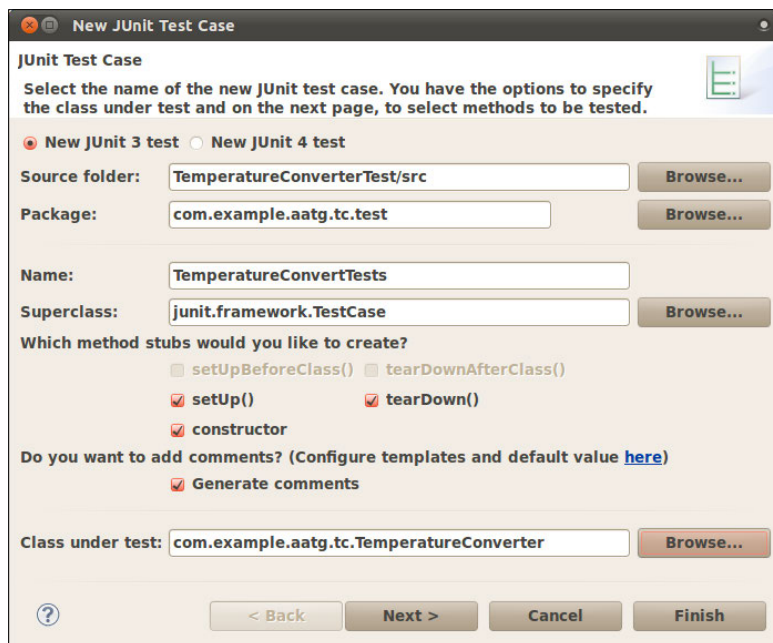 New JUnit Test Case
JUnit Test Case
Select the name of the new JUnit test case. You have the options to specify
the class under test and on the next page, to select methods to be tested.
New JUnit 3 test New JUnit 4 test
Source folder: TemperatureConverterTest/src Browse...
Package: com.example.aatg.tc.test Browse...
Name: TemperatureConvertTests
Superclass: junit.framework.TestCase Browse...
Which method stubs would you like to create?
setUpBeforeClass() tearDownAfterClass()
setUp() tearDown()
constructor
Do you want to add comments? (Configure templates and default value here)
Generate comments
Class under test: com.example.aatg.tc.TemperatureConverter Browse...
? < Back Next > Cancel Finish